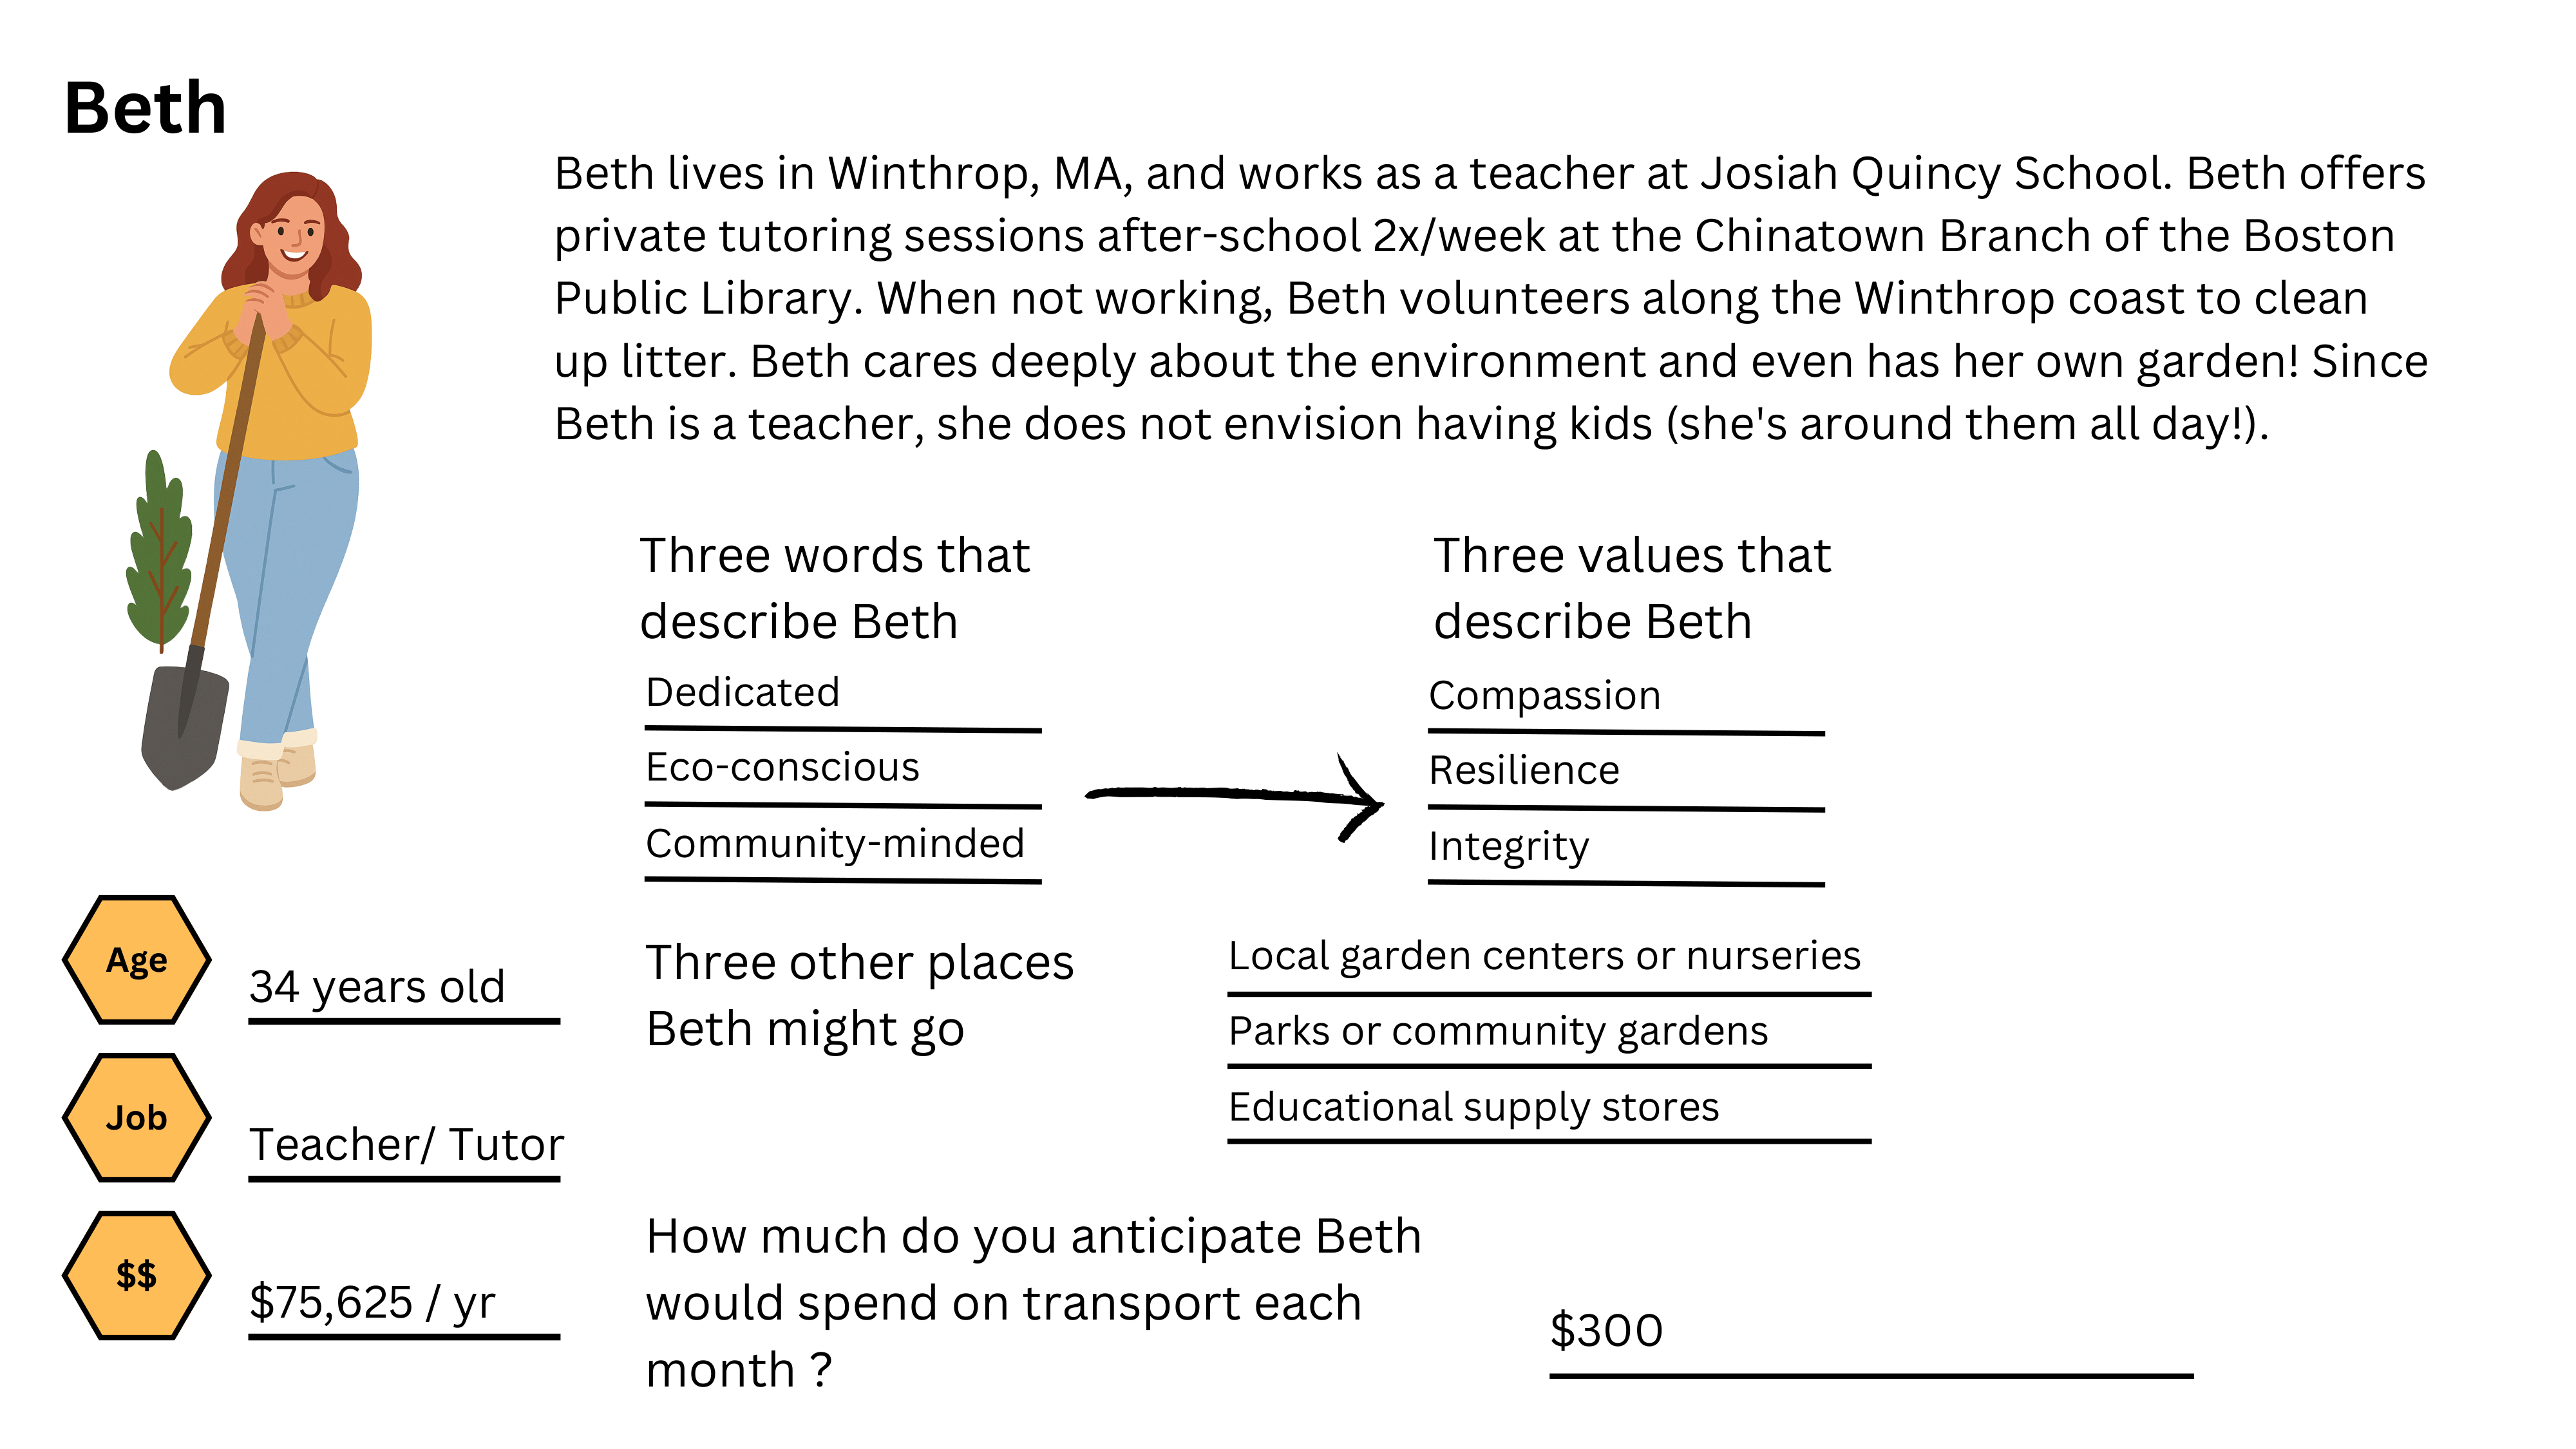 Beth
Beth lives in Winthrop, MA, and works as a teacher at Josiah Quincy School. Beth offers
private tutoring sessions after-school 2x/week at the Chinatown Branch of the Boston
Public Library. When not working, Beth volunteers along the Winthrop coast to clean
up litter. Beth cares deeply about the environment and even has her own garden! Since
Beth is a teacher, she does not envision having kids (she's around them all day!).
Three words that
describe Beth
Dedicated
Eco-conscious
Community-minded
Three values that
describe Beth
Compassion
Resilience
Integrity
Age
34 years old
Job
Teacher/ Tutor
$$
$75,625 / yr
Three other places
Beth might go
Local garden centers or nurseries
Parks or community gardens
Educational supply stores
How much do you anticipate Beth
would spend on transport each
month ?
$300